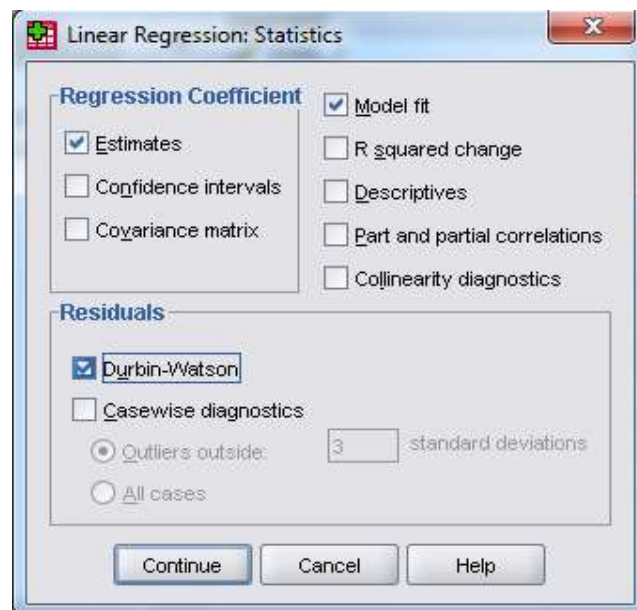 Linear Regression: Statistics
Regression Coefficient
Estimates
Confidence intervals
Covariance matrix
Model fit
R squared change
Descriptives
Part and partial correlations
Collinearity diagnostics
Residuals
Durbin-Watson
Casewise diagnostics
Outliers outside: 3 standard deviations
All cases
Continue Cancel Help